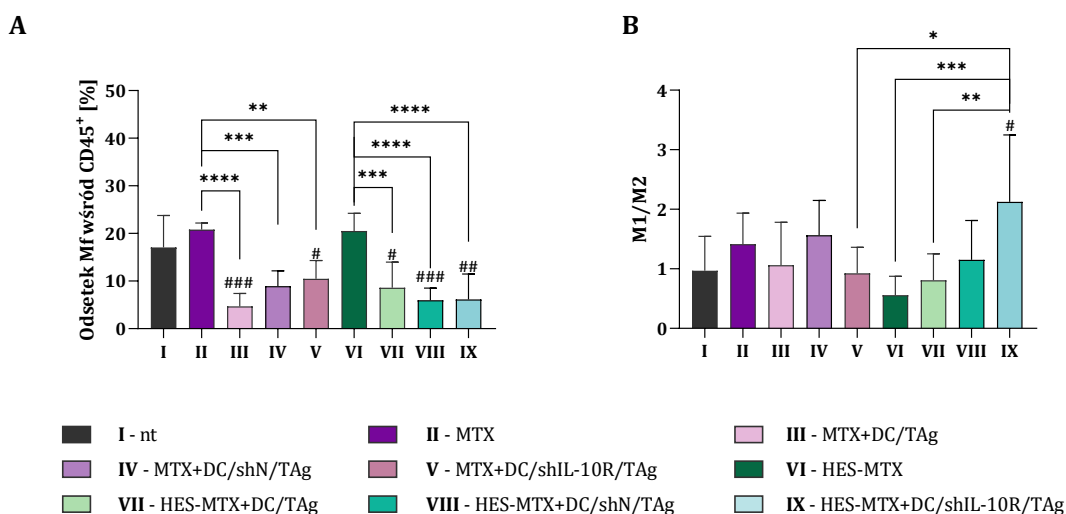 A
Odsetek Mf wśród CD45⁺ [%]
50
40
30
20
10
0
**
***
****
****
****
***
###
#
#
###
##
I II III IV V VI VII VIII IX
B
M1/M2
4
3
2
1
0
*
***
**
#
I II III IV V VI VII VIII IX
I - nt
II - MTX
III - MTX+DC/TAg
IV - MTX+DC/shN/TAg
V - MTX+DC/shIL-10R/TAg
VI - HES-MTX
VII - HES-MTX+DC/TAg
VIII - HES-MTX+DC/shN/TAg
IX - HES-MTX+DC/shIL-10R/TAg